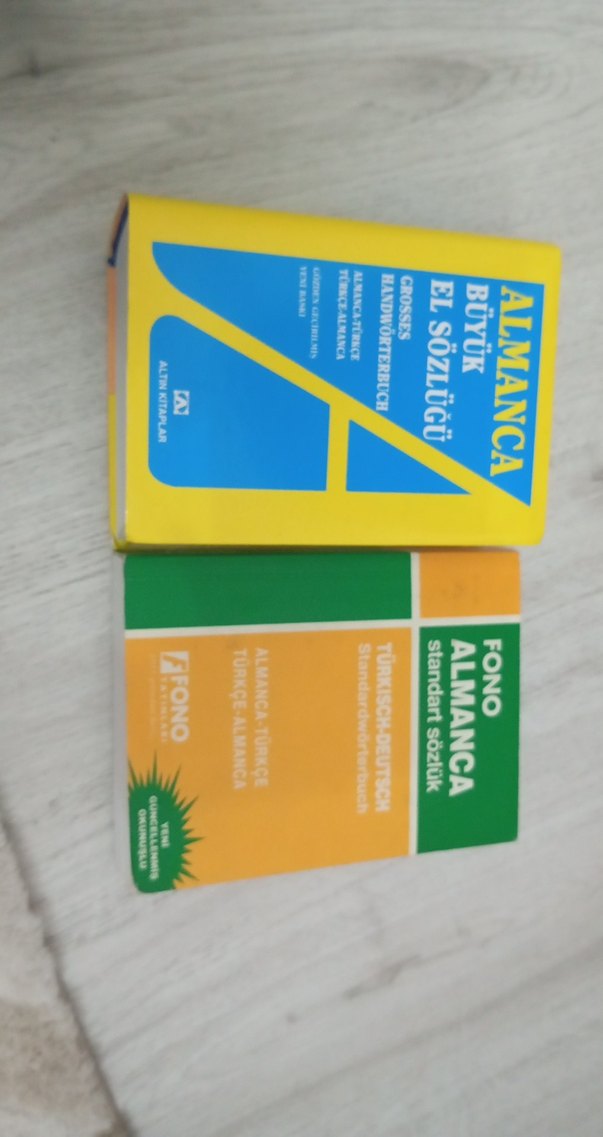 ALMANCA
BÜYÜK
EL SÖZLÜĞÜ
GROSSES
HANDWÖRTERBUCH
ALMANCA-TÜRKÇE
TÜRKÇE-ALMANCA
GÖZDEN GEÇİRİLMİŞ
YENİ BASKI
ALTIN KİTAPLAR
FONO
ALMANCA
standart sözlük
TÜRKISCH-DEUTSCH
Standardwörterbuch
ALMANCA-TÜRKÇE
TÜRKÇE-ALMANCA
FONO
YAYINLARI
YENİ
GÜNCELLENMİŞ
OKUNUŞLU